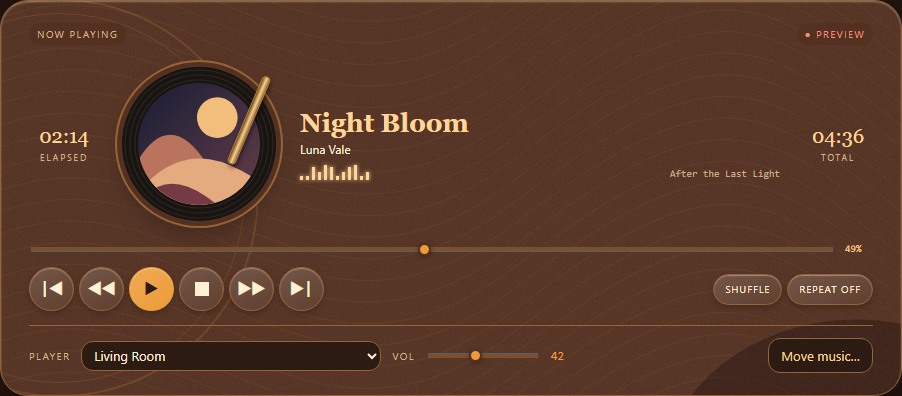 NOW PLAYING
PREVIEW
Night Bloom
Luna Vale
02:14
ELAPSED
04:36
TOTAL
After the Last Light
49%
SHUFFLE
REPEAT OFF
PLAYER
Living Room
VOL
42
Move music...